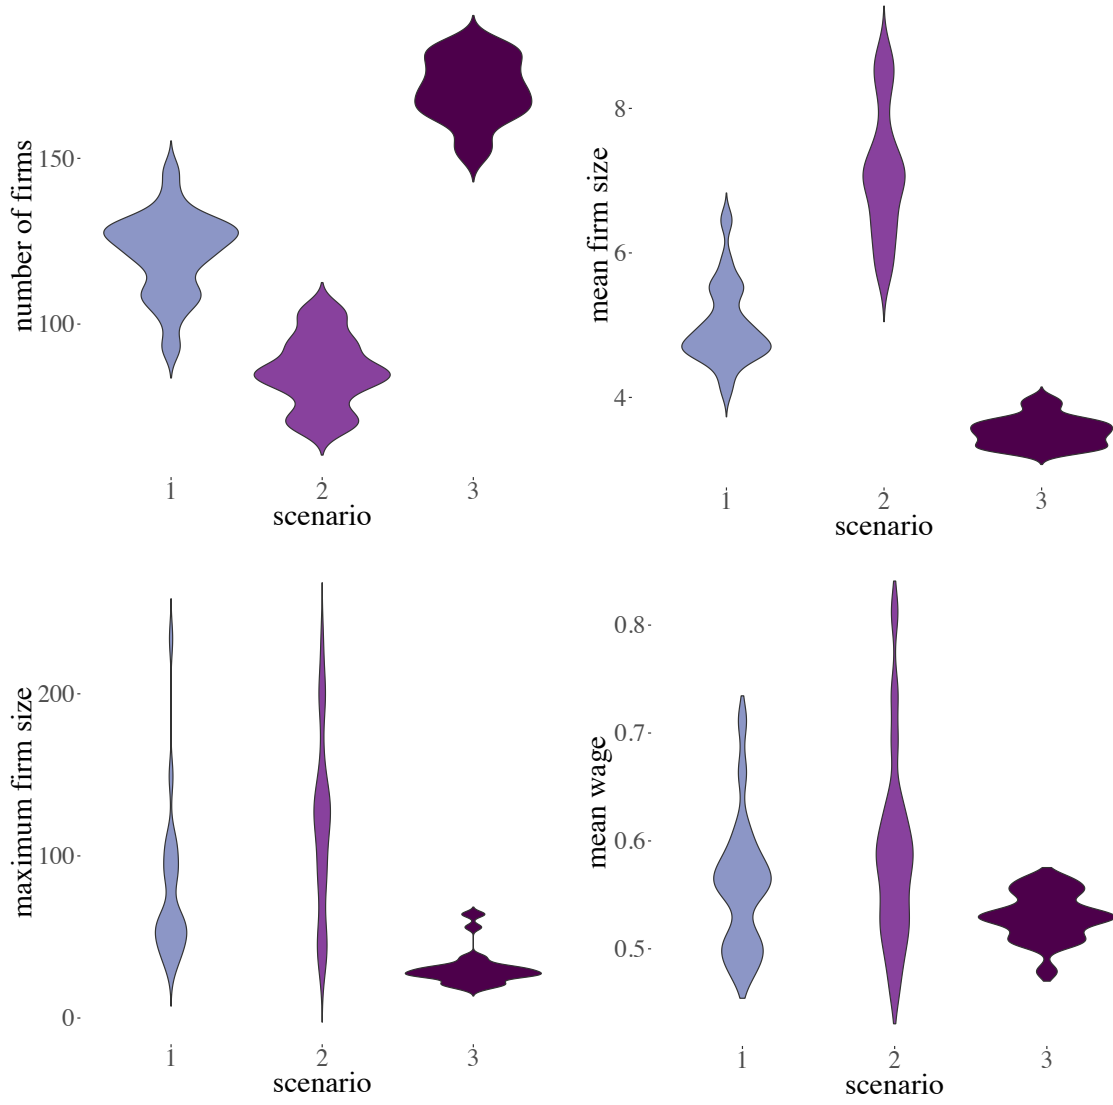 number of firms
150
100
1 2 3
scenario
mean firm size
8
6
4
1 2 3
scenario
maximum firm size
200
100
0
1 2 3
scenario
mean wage
0.8
0.7
0.6
0.5
1 2 3
scenario